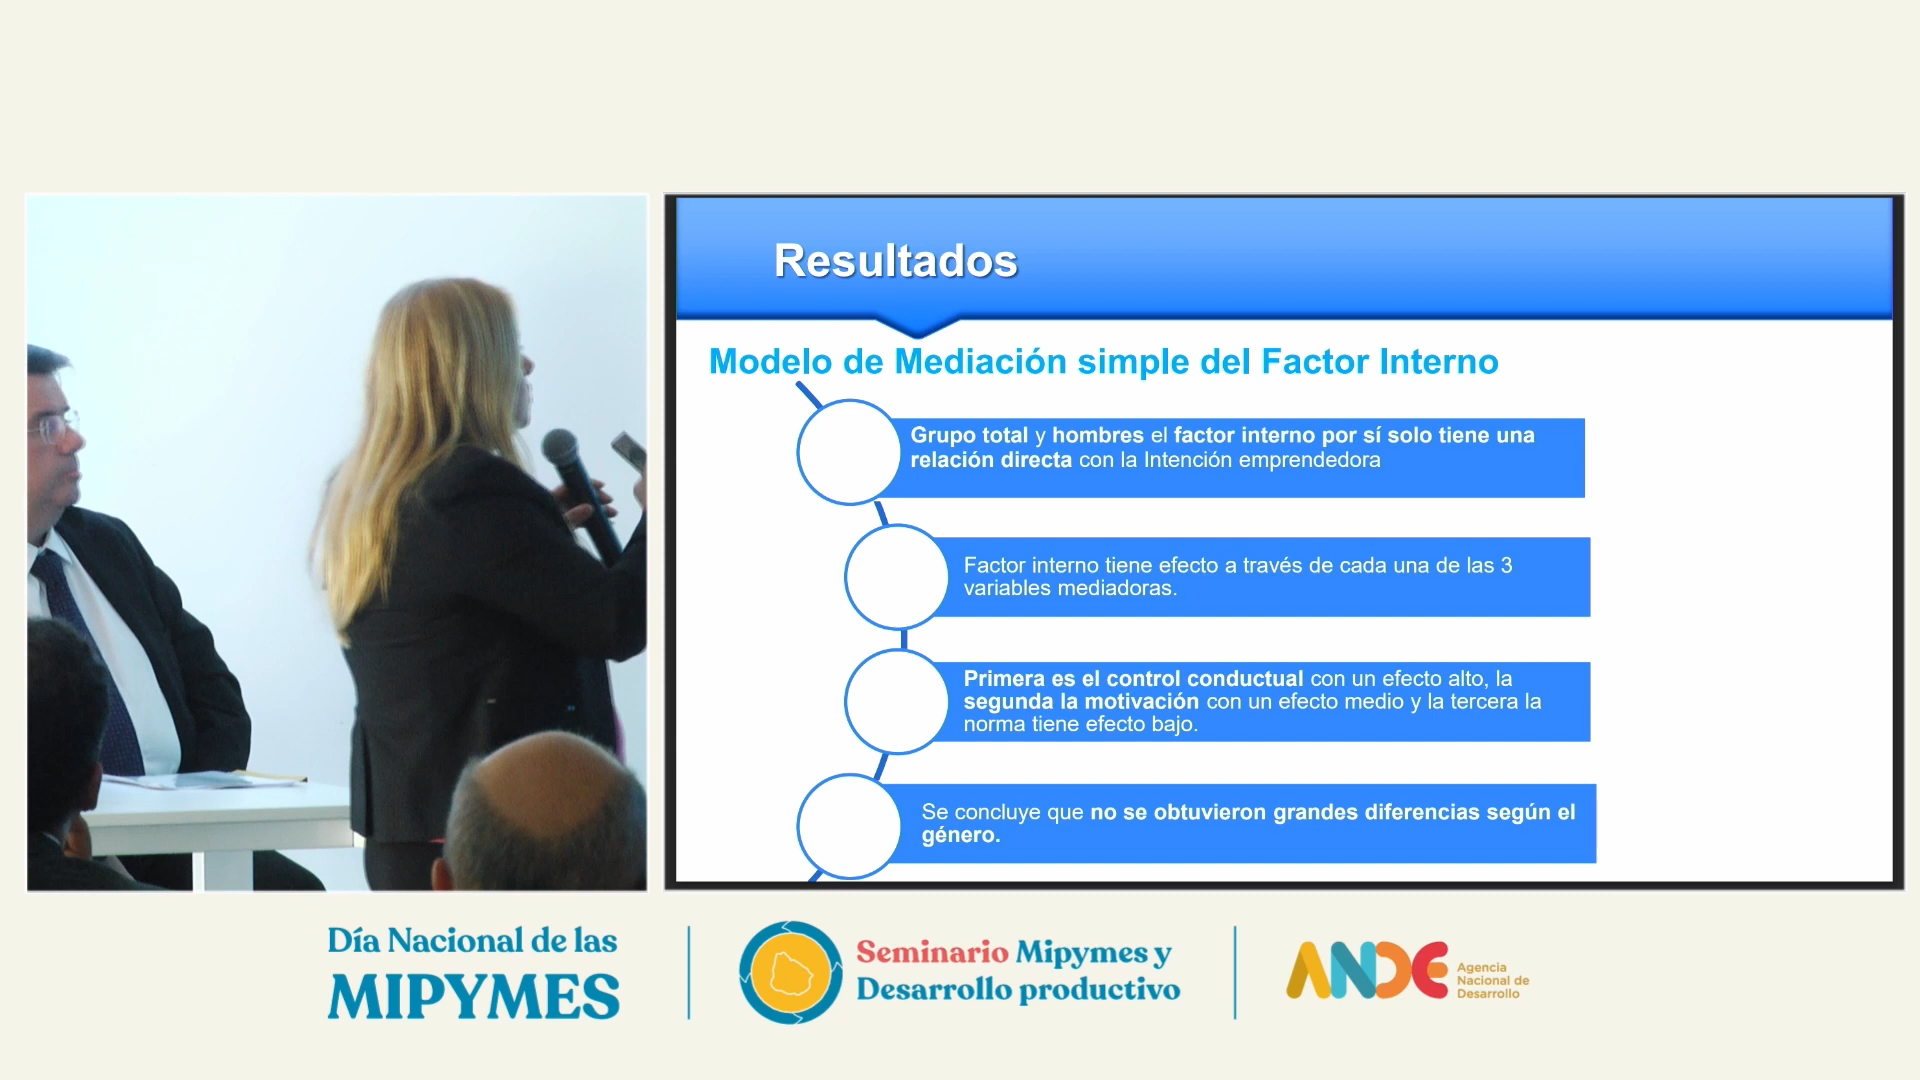 Resultados
Modelo de Mediación simple del Factor Interno
Grupo total y hombres el factor interno por sí solo tiene una
relación directa con la Intención emprendedora
Factor interno tiene efecto a través de cada una de las 3
variables mediadoras.
Primera es el control conductual con un efecto alto, la
segunda la motivación con un efecto medio y la tercera la
norma tiene efecto bajo.
Se concluye que no se obtuvieron grandes diferencias según el
género.
Día Nacional de las
MIPYMES
Seminario Mipymes y
Desarrollo productivo
ANDE
Agencia
Nacional de
Desarrollo